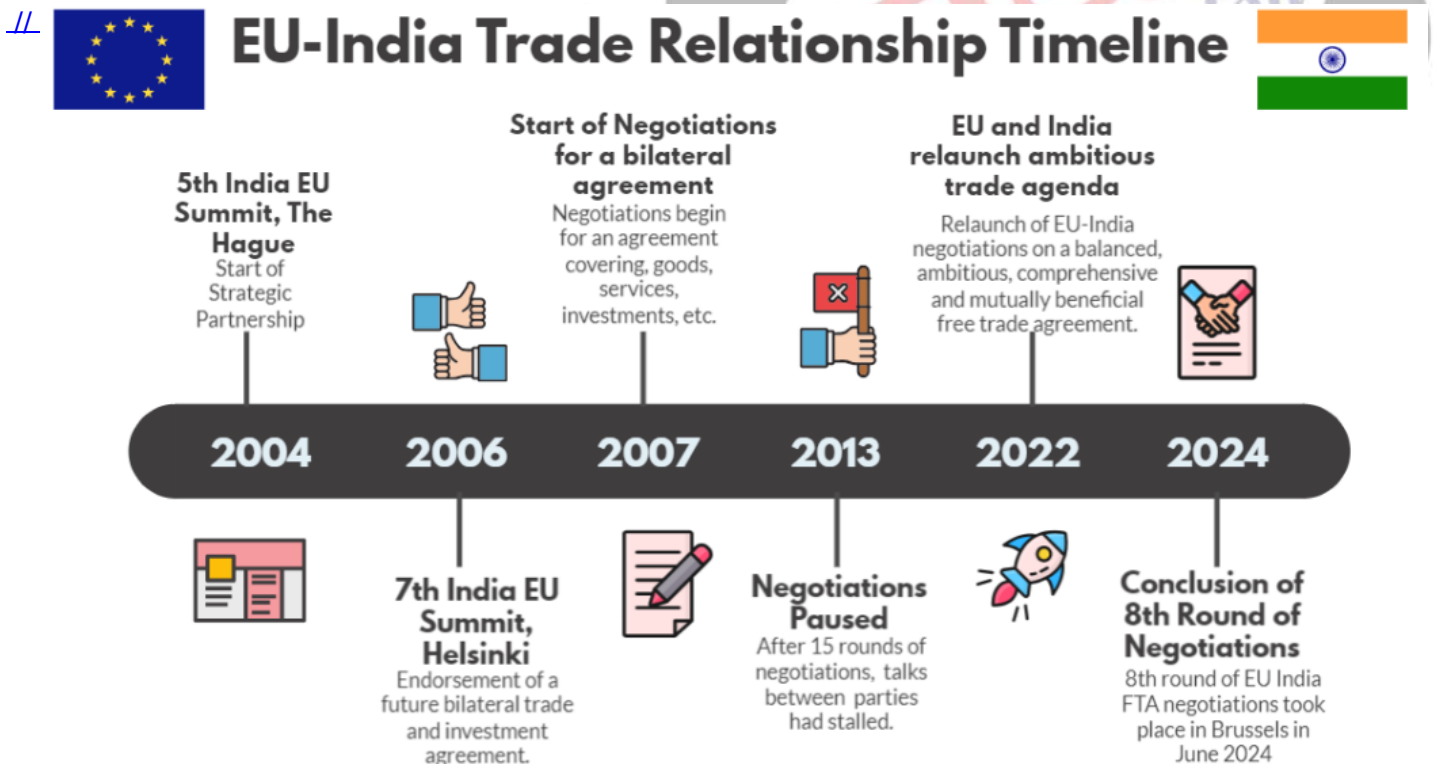 //
EU-India Trade Relationship Timeline
5th India EU
Summit, The
Hague
Start of
Strategic
Partnership
Start of Negotiations
for a bilateral
agreement
Negotiations begin
for an agreement
covering, goods,
services,
investments, etc.
EU and India
relaunch ambitious
trade agenda
Relaunch of EU-India
negotiations on a balanced,
ambitious, comprehensive
and mutually beneficial
free trade agreement.
2004 2006 2007 2013 2022 2024
7th India EU
Summit,
Helsinki
Endorsement of a
future bilateral trade
and investment
agreement.
Negotiations
Paused
After 15 rounds of
negotiations, talks
between parties
had stalled.
Conclusion of
8th Round of
Negotiations
8th round of EU India
FTA negotiations took
place in Brussels in
June 2024